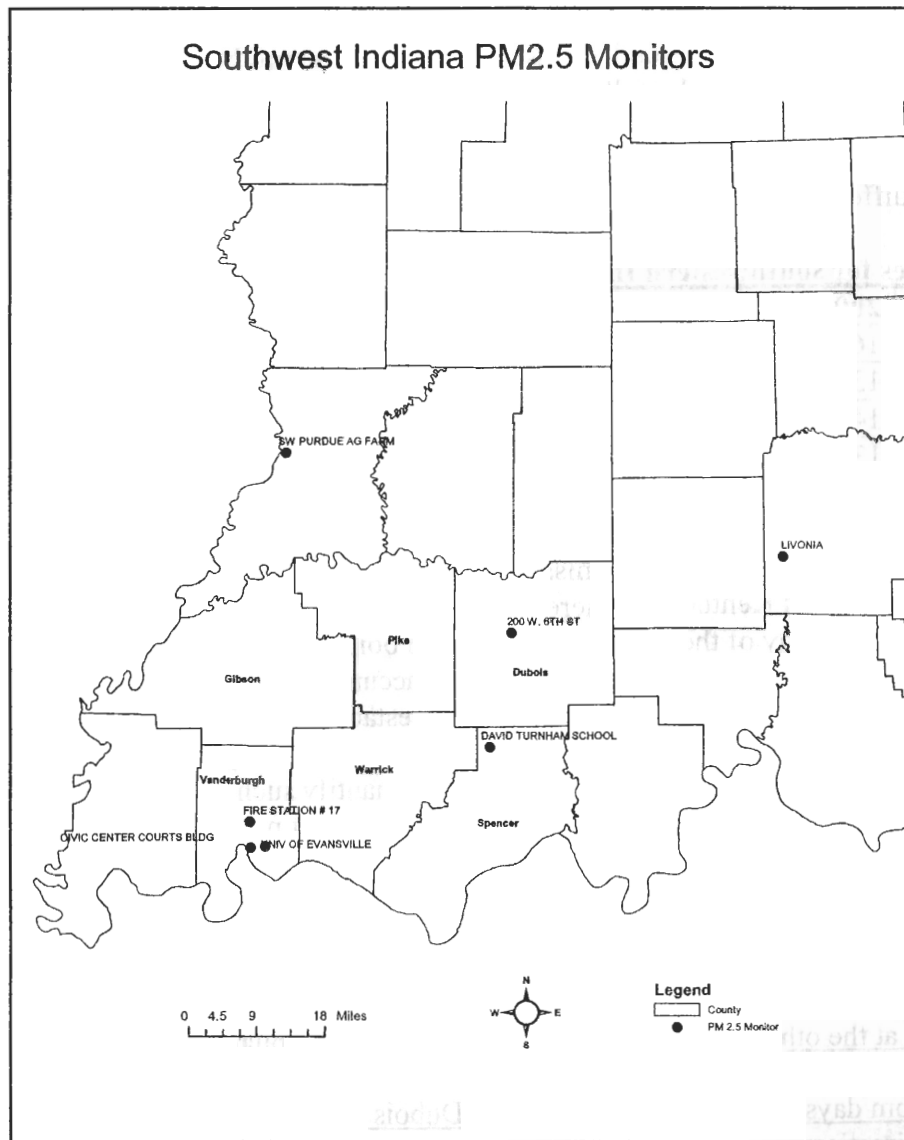 Southwest Indiana PM2.5 Monitors
SW PURDUE AG FARM
LIVONIA
200 W. 6TH ST
Pike
Dubois
Gibson
DAVID TURNHAM SCHOOL
Warrick
Vanderburgh
FIRE STATION # 17
Spencer
CIVIC CENTER COURTS BLDG
UNIV OF EVANSVILLE
N
W
E
S
0 4.5 9 18 Miles
Legend
County
PM 2.5 Monitor